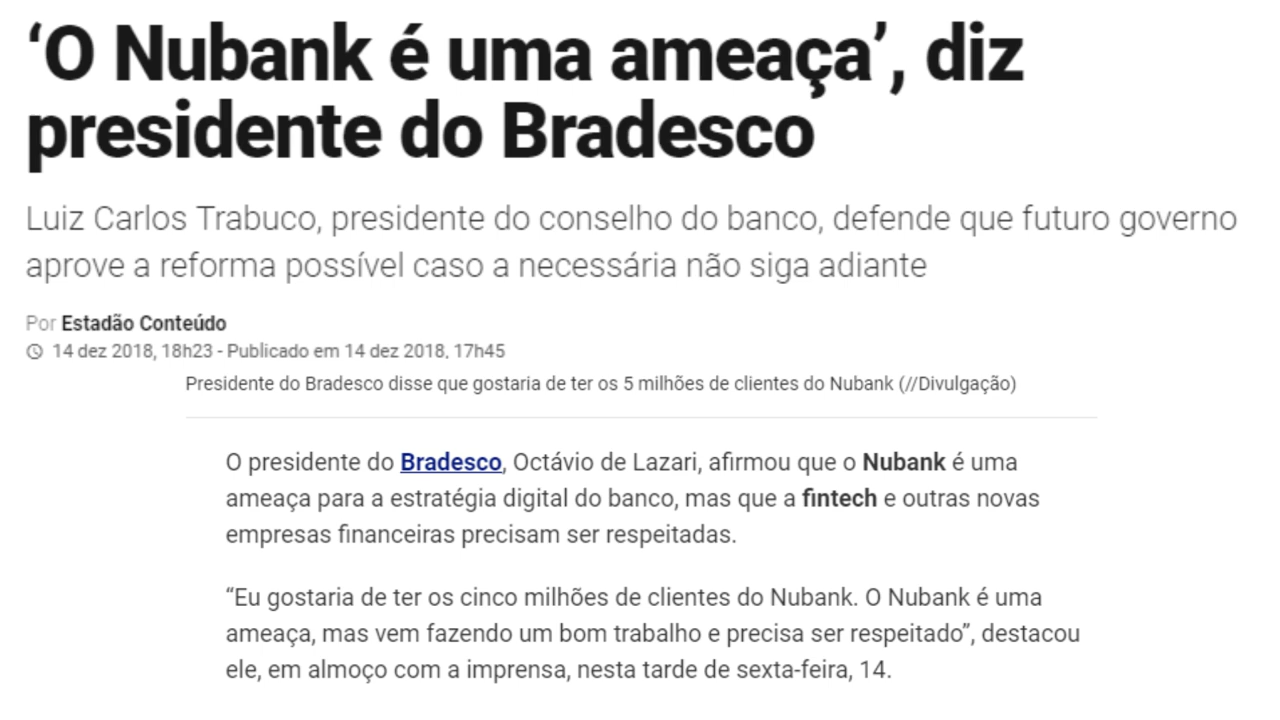 ‘O Nubank é uma ameaça’, diz
presidente do Bradesco
Luiz Carlos Trabuco, presidente do conselho do banco, defende que futuro governo
aprove a reforma possível caso a necessária não siga adiante
Por Estadão Conteúdo
14 dez 2018, 18h23 - Publicado em 14 dez 2018, 17h45
Presidente do Bradesco disse que gostaria de ter os 5 milhões de clientes do Nubank (//Divulgação)
O presidente do Bradesco, Octávio de Lazari, afirmou que o Nubank é uma
ameaça para a estratégia digital do banco, mas que a fintech e outras novas
empresas financeiras precisam ser respeitadas.
“Eu gostaria de ter os cinco milhões de clientes do Nubank. O Nubank é uma
ameaça, mas vem fazendo um bom trabalho e precisa ser respeitado”, destacou
ele, em almoço com a imprensa, nesta tarde de sexta-feira, 14.